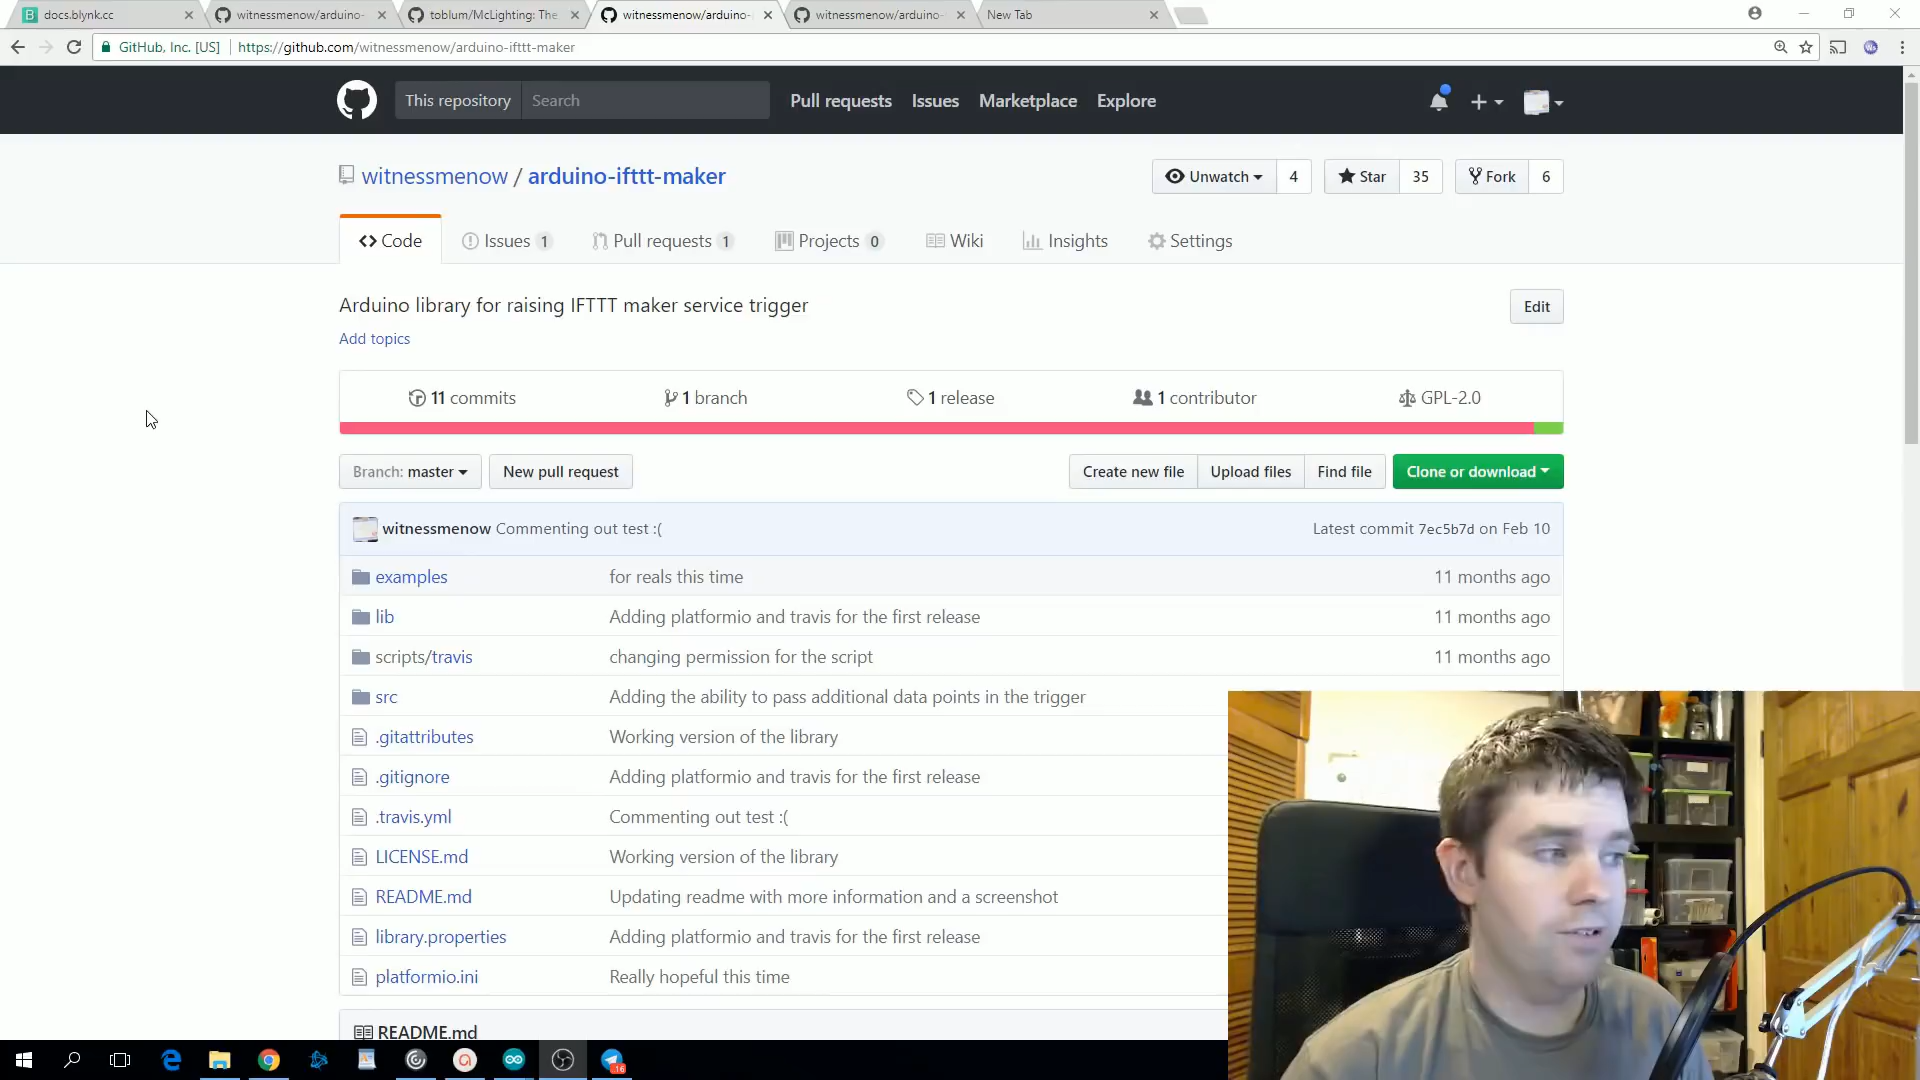 docs.blynk.cc
witnessmenow/arduino-
toblum/McLighting: The
witnessmenow/arduino-
witnessmenow/arduino-
New Tab
GitHub, Inc. [US] https://github.com/witnessmenow/arduino-ifttt-maker
This repository Search Pull requests Issues Marketplace Explore
witnessmenow / arduino-ifttt-maker
Unwatch 4 Star 35 Fork 6
Code Issues 1 Pull requests 1 Projects 0 Wiki Insights Settings
Arduino library for raising IFTTT maker service trigger Edit
Add topics
11 commits 1 branch 1 release 1 contributor GPL-2.0
Branch: master New pull request Create new file Upload files Find file Clone or download
witnessmenow Commenting out test :( Latest commit 7ec5b7d on Feb 10
examples for reals this time 11 months ago
lib Adding platformio and travis for the first release 11 months ago
scripts/travis changing permission for the script 11 months ago
src Adding the ability to pass additional data points in the trigger
.gitattributes Working version of the library
.gitignore Adding platformio and travis for the first release
.travis.yml Commenting out test :(
LICENSE.md Working version of the library
README.md Updating readme with more information and a screenshot
library.properties Adding platformio and travis for the first release
platformio.ini Really hopeful this time
README.md
16